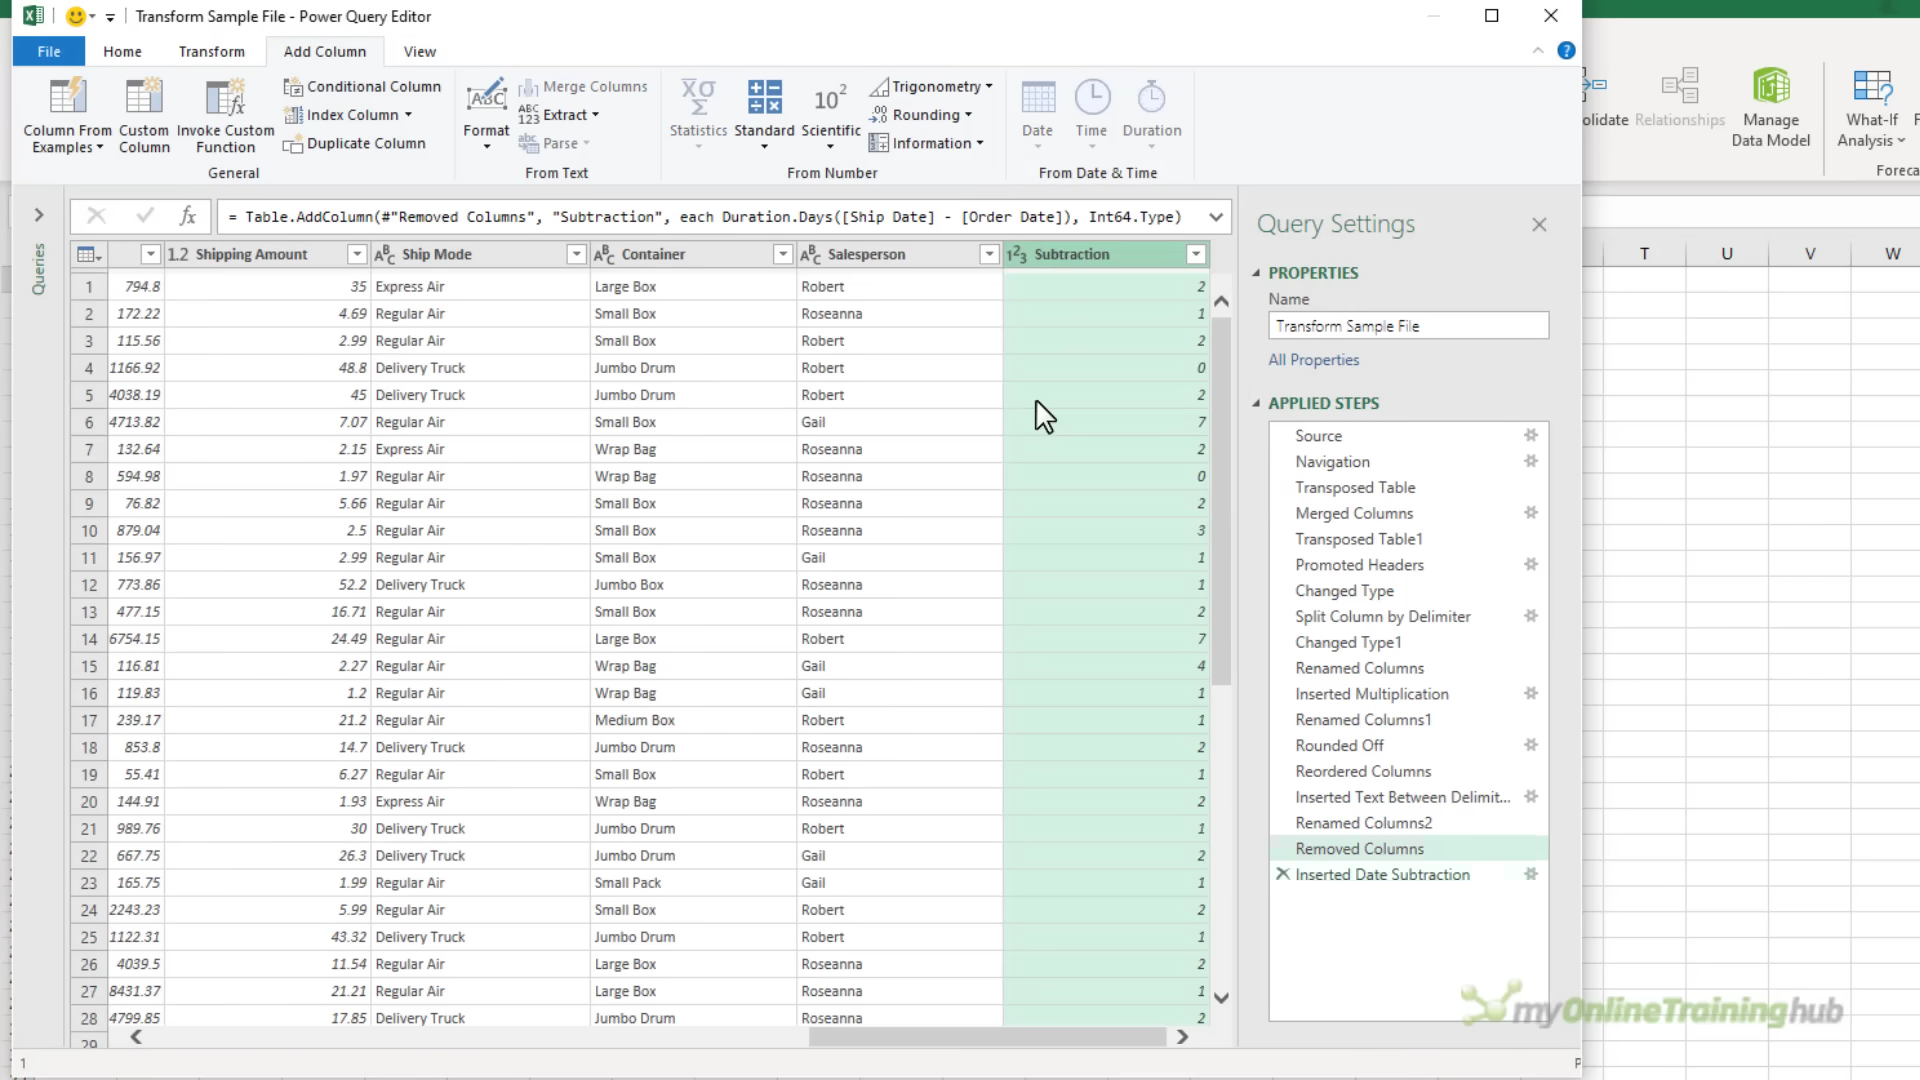 Transform Sample File - Power Query Editor
File Home Transform Add Column View
Column From Examples
Custom Column
Invoke Custom Function
Conditional Column
Index Column
Duplicate Column
General
Format
Merge Columns
Extract
Parse
From Text
Statistics
Standard
Scientific
Trigonometry
Rounding
Information
From Number
Date
Time
Duration
From Date & Time
olidate
Relationships
Manage Data Model
What-If Analysis
Foreca
Queries
fx = Table.AddColumn(#"Removed Columns", "Subtraction", each Duration.Days([Ship Date] - [Order Date]), Int64.Type)
1.2 Shipping Amount ABC Ship Mode ABC Container ABC Salesperson 123 Subtraction
1 794.8 35 Express Air Large Box Robert 2
2 172.22 4.69 Regular Air Small Box Roseanna 1
3 115.56 2.99 Regular Air Small Box Robert 2
4 1166.92 48.8 Delivery Truck Jumbo Drum Robert 0
5 4038.19 45 Delivery Truck Jumbo Drum Robert 2
6 4713.82 7.07 Regular Air Small Box Gail 7
7 132.64 2.15 Express Air Wrap Bag Roseanna 2
8 594.98 1.97 Regular Air Wrap Bag Roseanna 0
9 76.82 5.66 Regular Air Small Box Roseanna 2
10 879.04 2.5 Regular Air Small Box Roseanna 3
11 156.97 2.99 Regular Air Small Box Gail 1
12 773.86 52.2 Delivery Truck Jumbo Box Roseanna 1
13 477.15 16.71 Regular Air Small Box Roseanna 2
14 6754.15 24.49 Regular Air Large Box Robert 7
15 116.81 2.27 Regular Air Wrap Bag Gail 4
16 119.83 1.2 Regular Air Wrap Bag Gail 1
17 239.17 21.2 Regular Air Medium Box Robert 1
18 853.8 14.7 Delivery Truck Jumbo Drum Roseanna 2
19 55.41 6.27 Regular Air Small Box Robert 1
20 144.91 1.93 Express Air Wrap Bag Roseanna 2
21 989.76 30 Delivery Truck Jumbo Drum Robert 1
22 667.75 26.3 Delivery Truck Jumbo Drum Gail 2
23 165.75 1.99 Regular Air Small Pack Gail 1
24 2243.23 5.99 Regular Air Small Box Robert 2
25 1122.31 43.32 Delivery Truck Jumbo Drum Robert 1
26 4039.5 11.54 Regular Air Large Box Roseanna 2
27 8431.37 21.21 Regular Air Large Box Roseanna 1
28 4799.85 17.85 Delivery Truck Jumbo Drum Roseanna 2
29
1
Query Settings
PROPERTIES
Name
Transform Sample File
All Properties
APPLIED STEPS
Source
Navigation
Transposed Table
Merged Columns
Transposed Table1
Promoted Headers
Changed Type
Split Column by Delimiter
Changed Type1
Renamed Columns
Inserted Multiplication
Renamed Columns1
Rounded Off
Reordered Columns
Inserted Text Between Delimit...
Renamed Columns2
Removed Columns
Inserted Date Subtraction
T U V W
myOnlineTraininghub